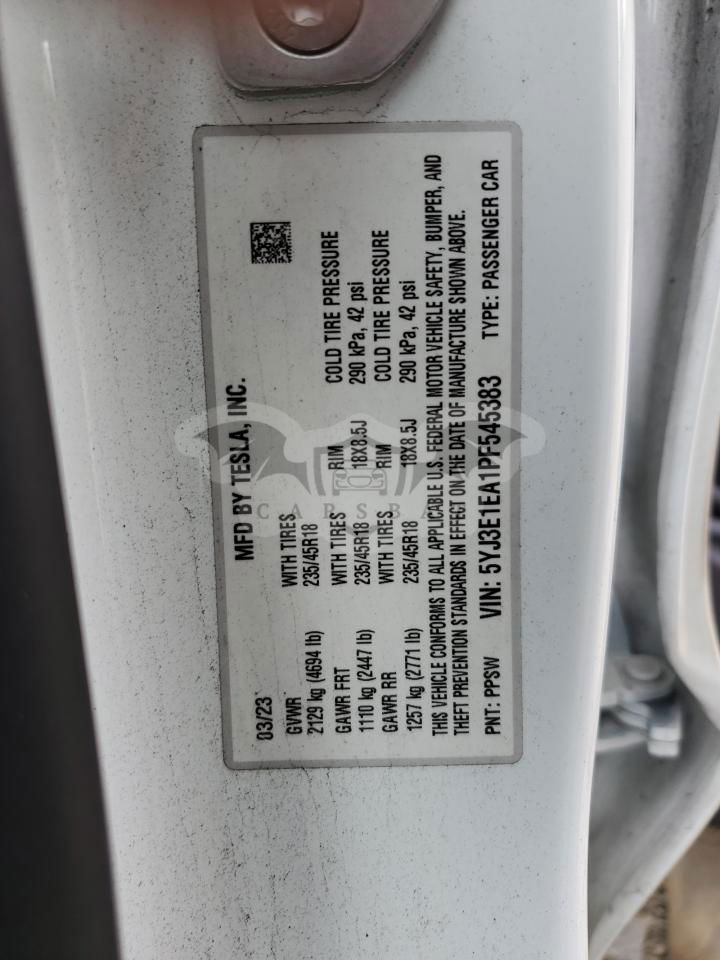 MFD BY TESLA, INC.
03/23
GVWR WITH TIRES
2129 kg (4694 lb) 235/45R18
GAWR FRT WITH TIRES RIM COLD TIRE PRESSURE
1110 kg (2447 lb) 235/45R18 18X8.5J 290 kPa, 42 psi
GAWR RR WITH TIRES RIM COLD TIRE PRESSURE
1257 kg (2771 lb) 235/45R18 18X8.5J 290 kPa, 42 psi
THIS VEHICLE CONFORMS TO ALL APPLICABLE U.S. FEDERAL MOTOR VEHICLE SAFETY, BUMPER, AND
THEFT PREVENTION STANDARDS IN EFFECT ON THE DATE OF MANUFACTURE SHOWN ABOVE.
PNT: PPSW VIN: 5YJ3E1EA1PF545383 TYPE: PASSENGER CAR